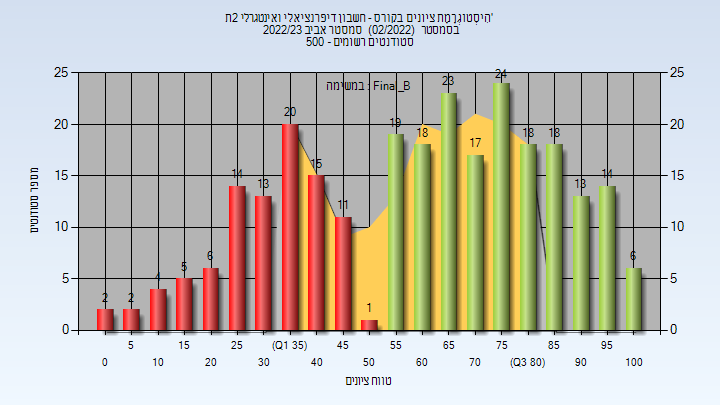 'הִיסְטוֹגְרָמַת ציונים בקורס - חשבון דיפרנציאלי ואינטגרלי 2ת
בסמסטר (02/2022) סמסטר אביב 2022/23
סטודנטים רשומים - 500
במשימה : Final_B
מספר סטודנטים
25 20 15 10 5 0
25 20 15 10 5 0
2 2 4 5 6 14 13 20 15 11 1 19 18 23 17 24 18 18 13 14 6
5 15 25 (Q1 35) 45 55 65 75 85 95
0 10 20 30 40 50 60 70 (Q3 80) 90 100
טווח ציונים